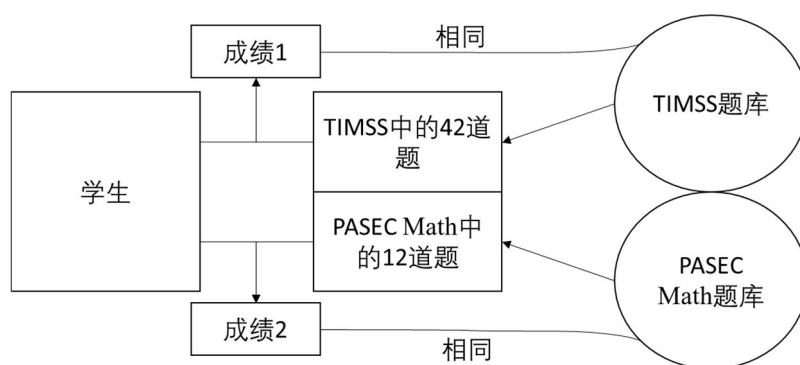 成绩1
相同
学生
TIMSS中的42道
题
TIMSS题库
PASEC Math中
的12道题
PASEC
Math题库
成绩2
相同